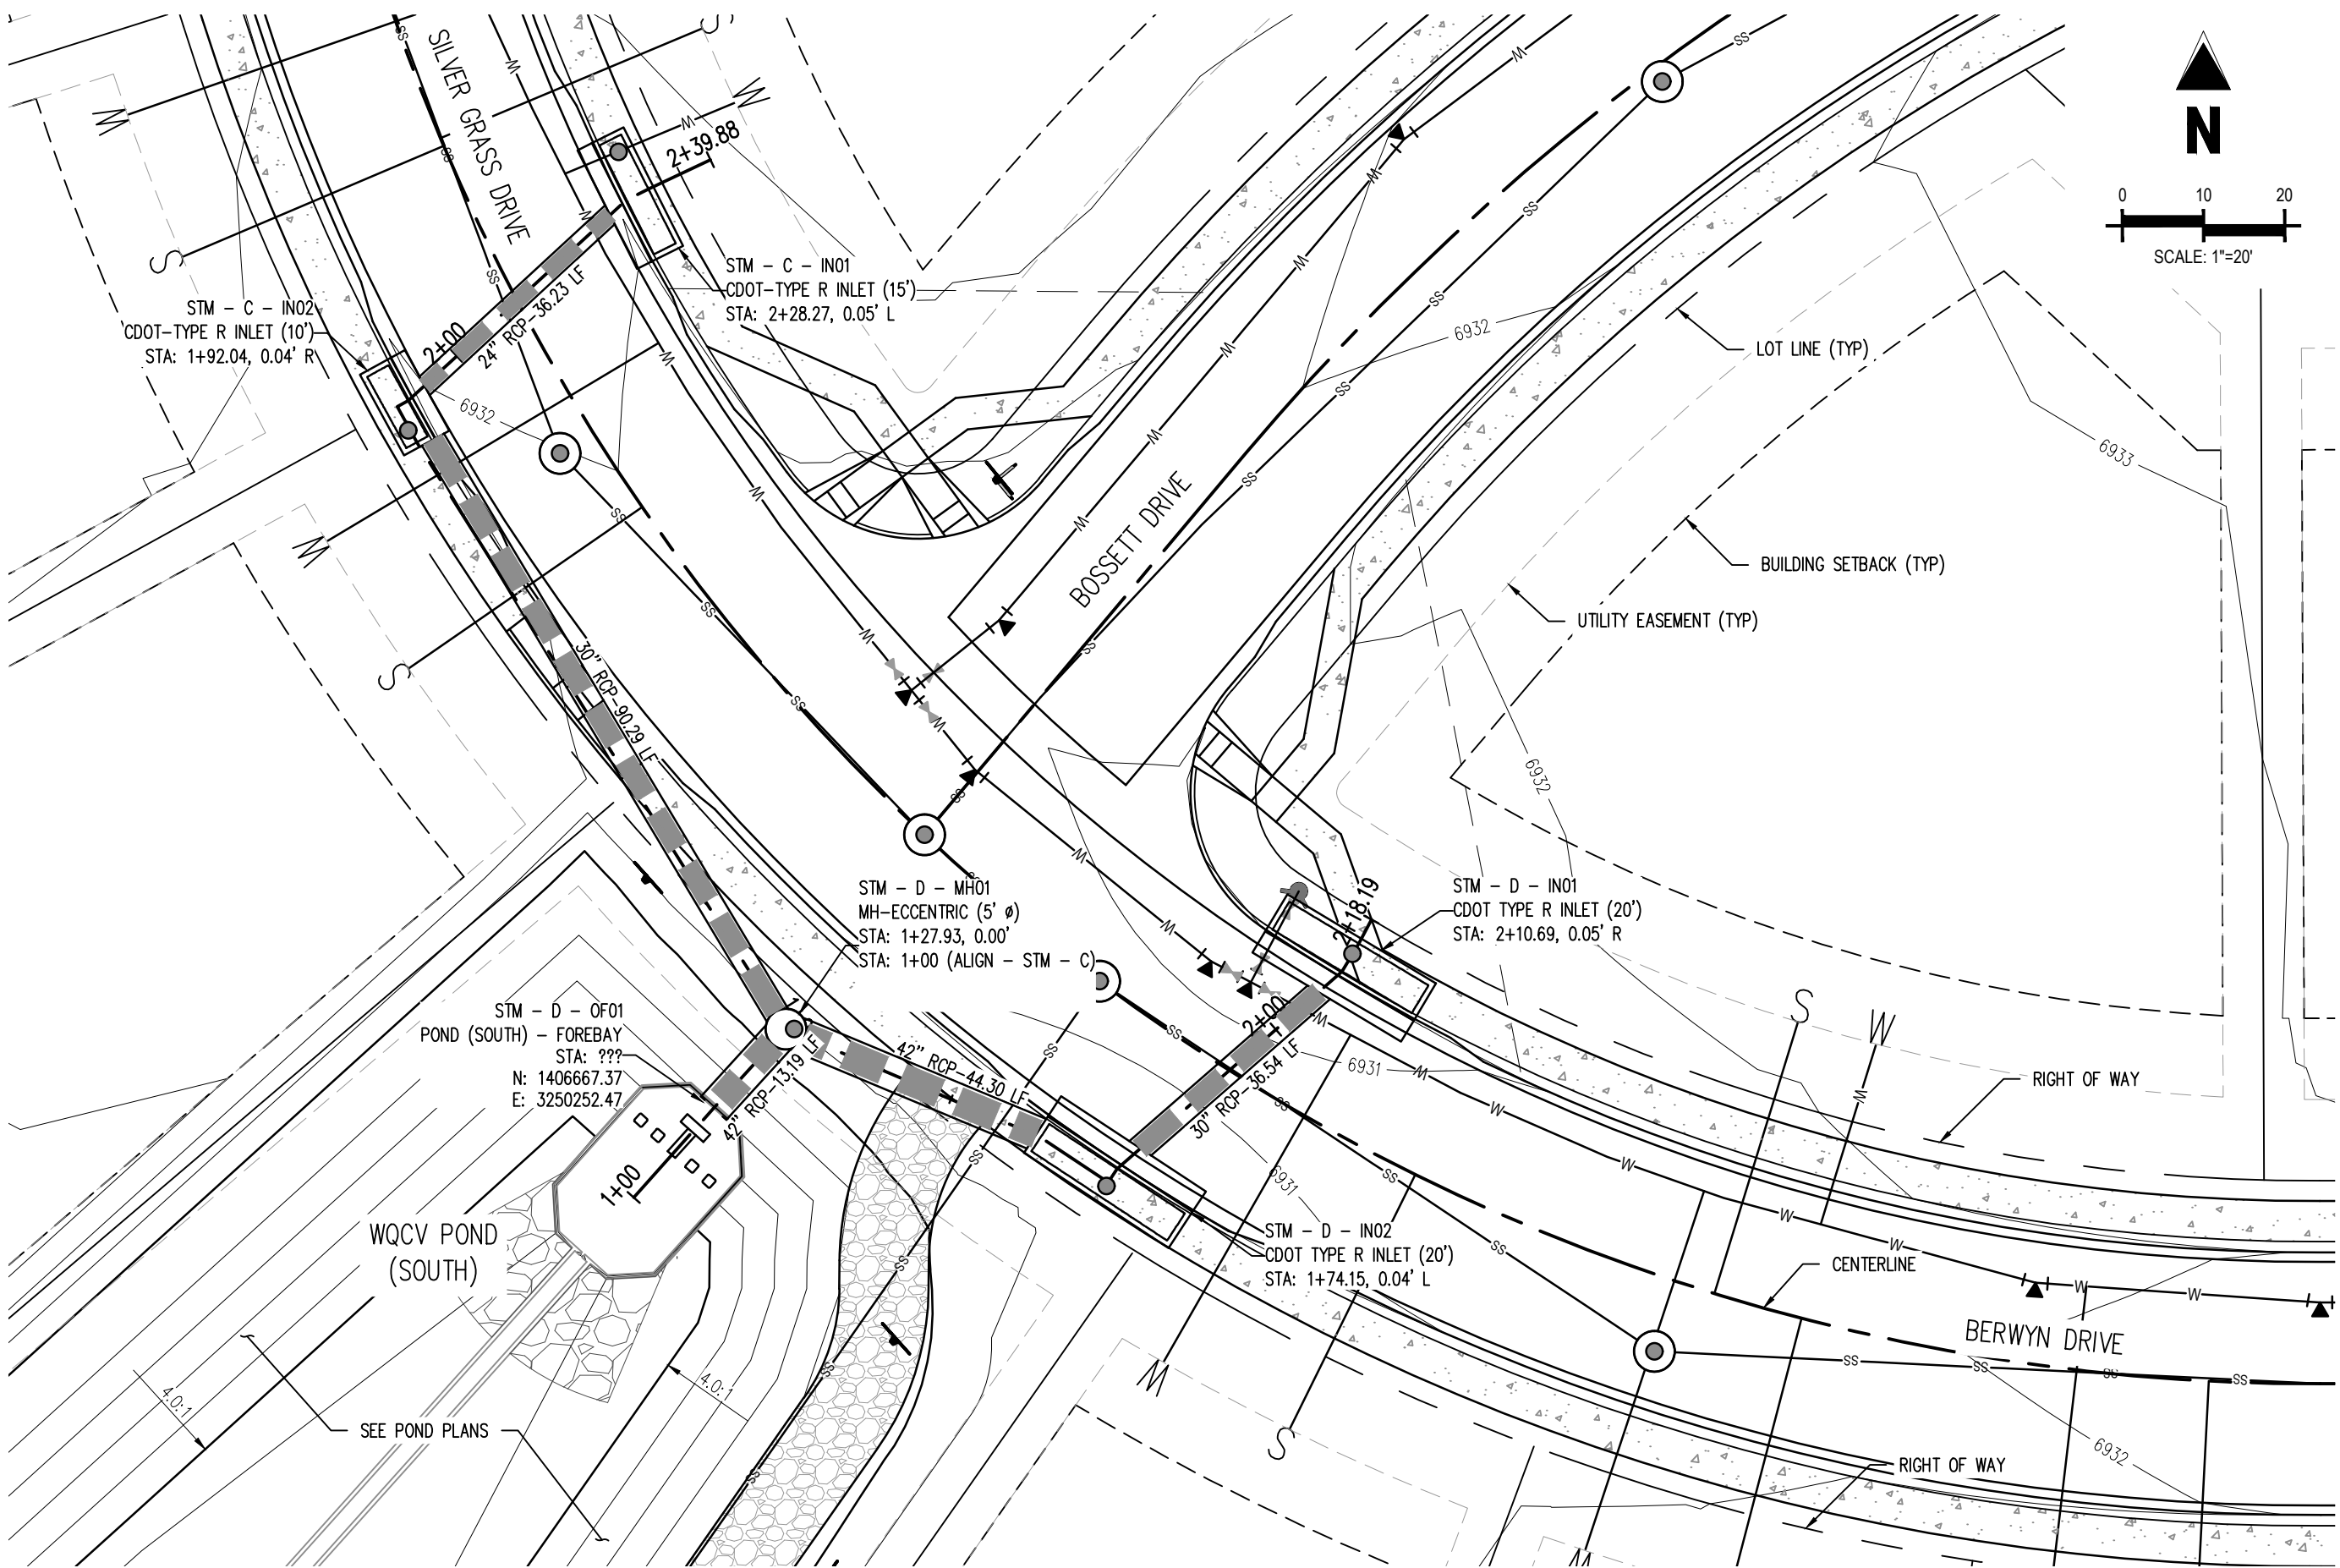 SILVER GRASS DRIVE
2+39.88
N
0 10 20
SCALE: 1"=20'
STM - C - IN01
CDOT-TYPE R INLET (15')
STA: 2+28.27, 0.05' L
STM - C - IN02
CDOT-TYPE R INLET (10')
STA: 1+92.04, 0.04' R
2+00
24" RCP-36.23 LF
6932
6932
LOT LINE (TYP)
6933
BOSSETT DRIVE
BUILDING SETBACK (TYP)
UTILITY EASEMENT (TYP)
30" RCP-90.29 LF
6932
STM - D - MH01
MH-ECCENTRIC (5' ø)
STA: 1+27.93, 0.00'
STA: 1+00 (ALIGN - STM - C)
2+18.19
STM - D - IN01
CDOT TYPE R INLET (20')
STA: 2+10.69, 0.05' R
STM - D - OF01
POND (SOUTH) - FOREBAY
STA: ???
N: 1406667.37
E: 3250252.47
42" RCP-13.19 LF
42" RCP-44.30 LF
2+00
30" RCP-36.54 LF
6931
6931
RIGHT OF WAY
S
W
1+00
WQCV POND
(SOUTH)
STM - D - IN02
CDOT TYPE R INLET (20')
STA: 1+74.15, 0.04' L
CENTERLINE
BERWYN DRIVE
4.0:1
4.0:1
SEE POND PLANS
RIGHT OF WAY
6932
W
S
W
S
W
S
W
S
W
SS